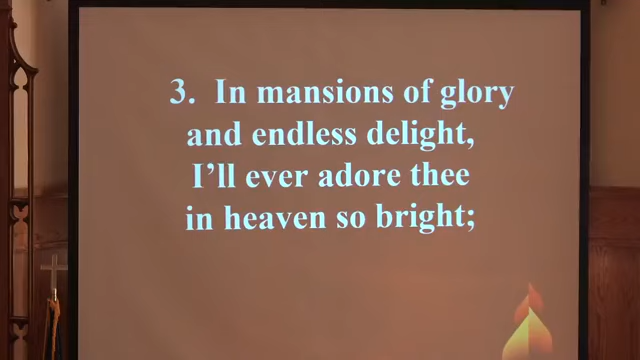 3. In mansions of glory
and endless delight,
I'll ever adore thee
in heaven so bright;